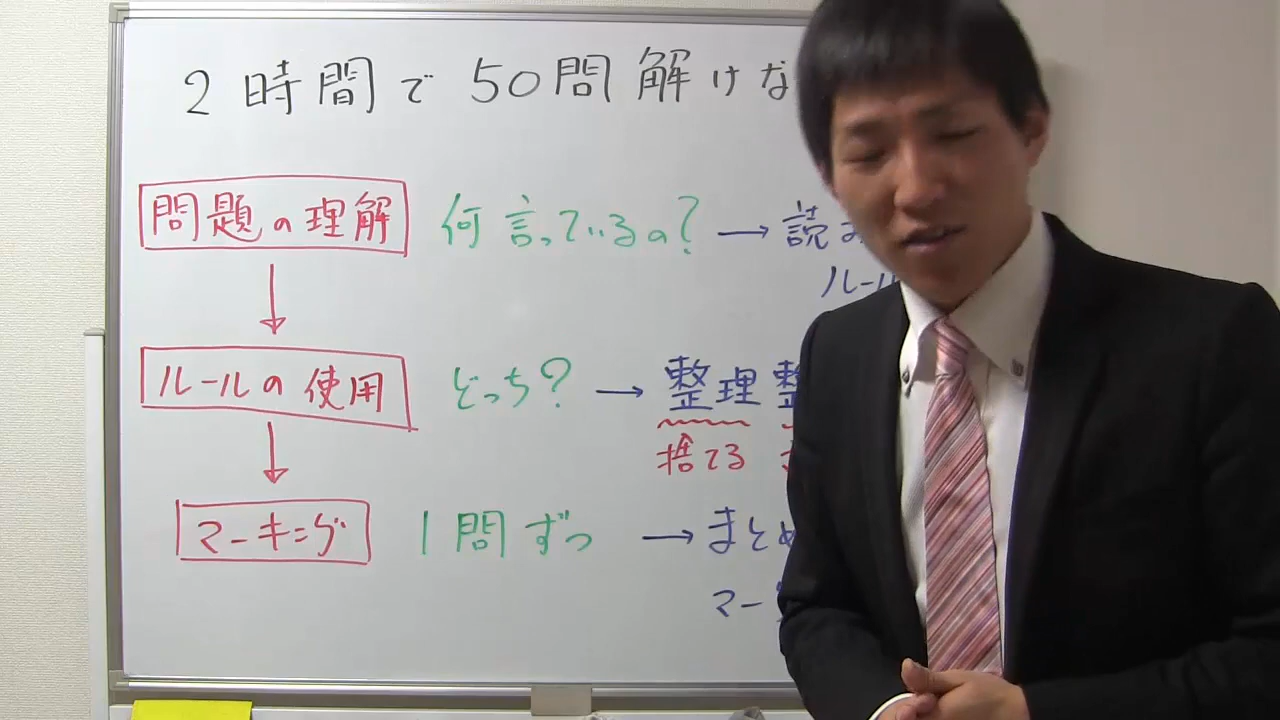 2時間で50問解けな
問題の理解 何言っているの? → 読み
ルール
↓
ルールの使用 どっち? → 整理 整
捨てる
↓
マーキング 1問ずつ → まとめ
マー